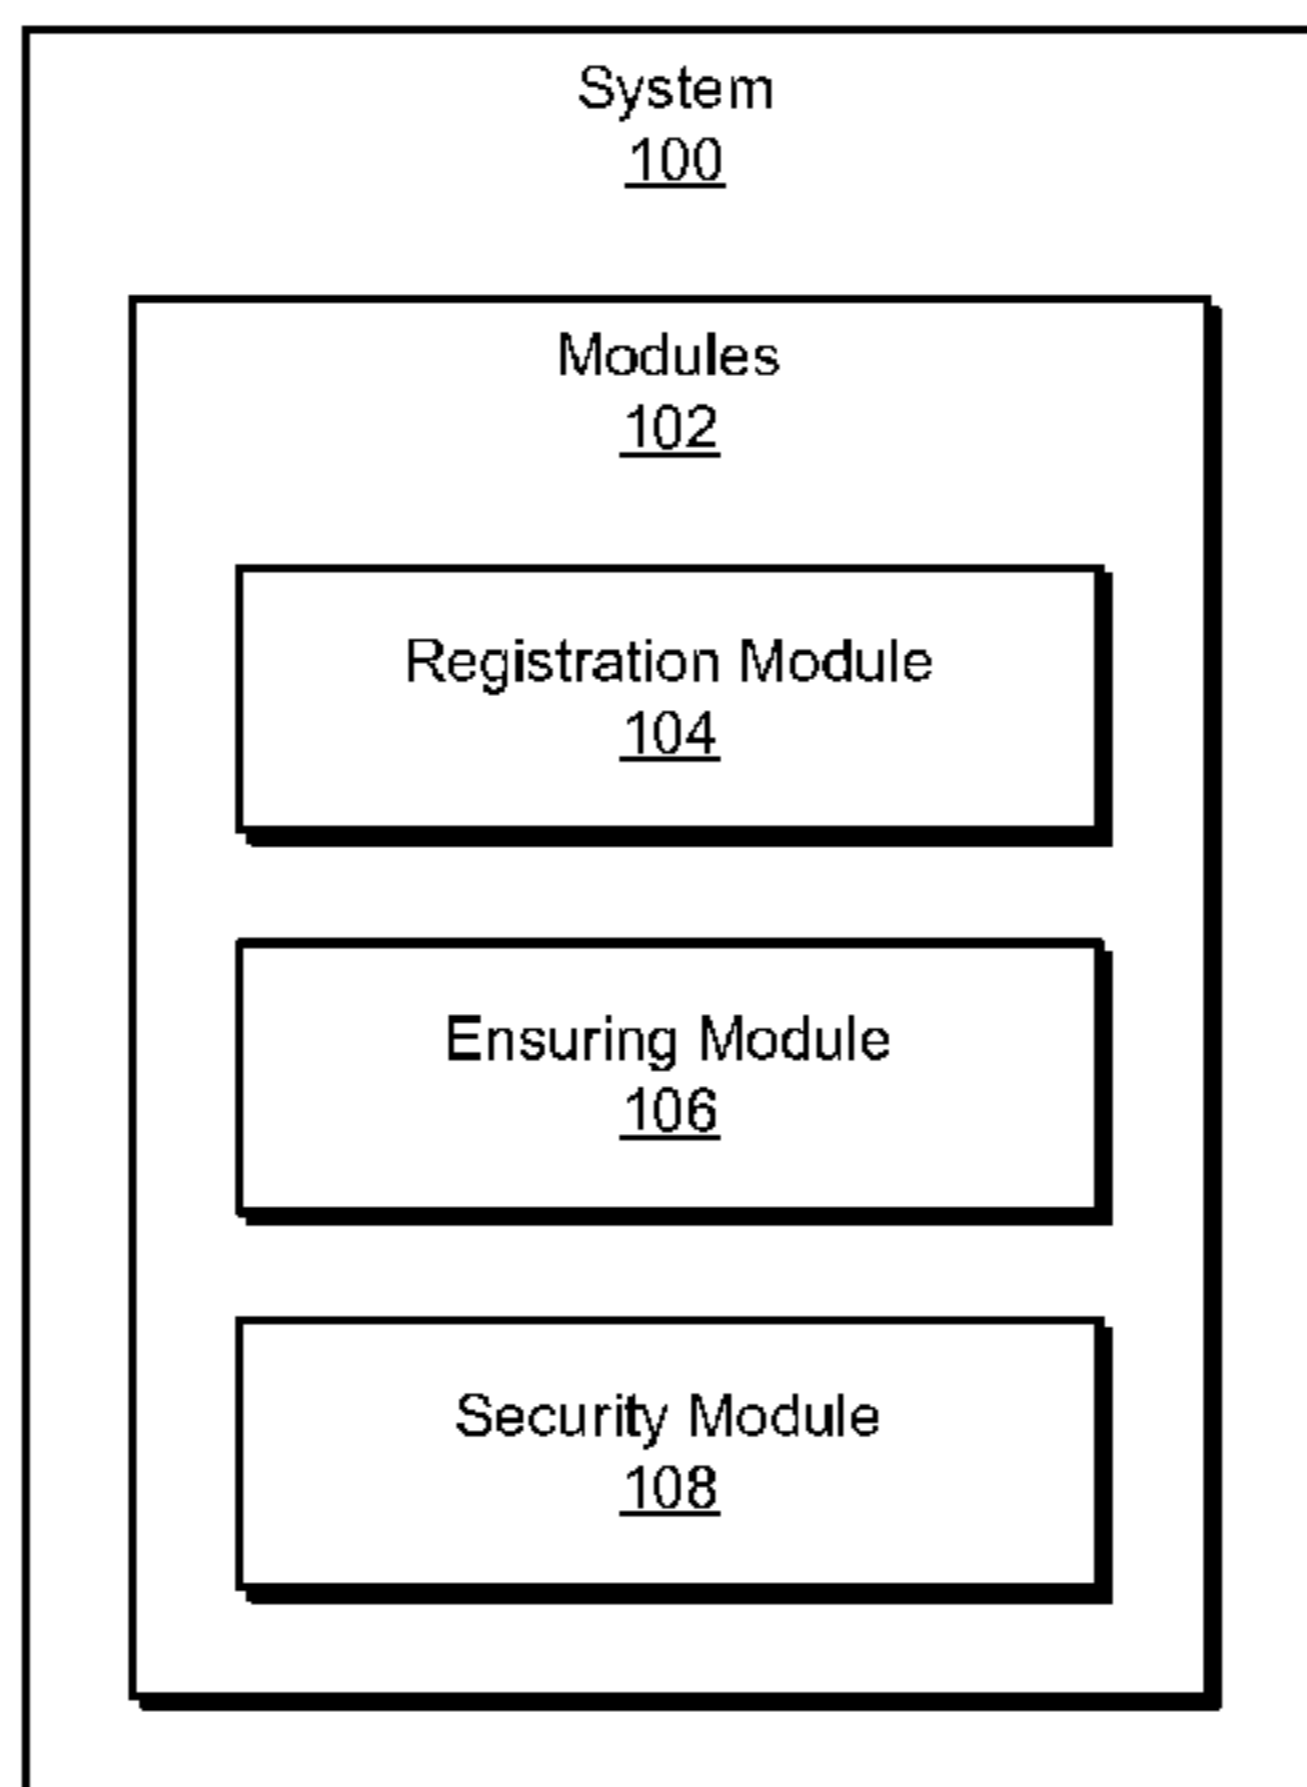 System
100
Modules
102
Registration Module
104
Ensuring Module
106
Security Module
108